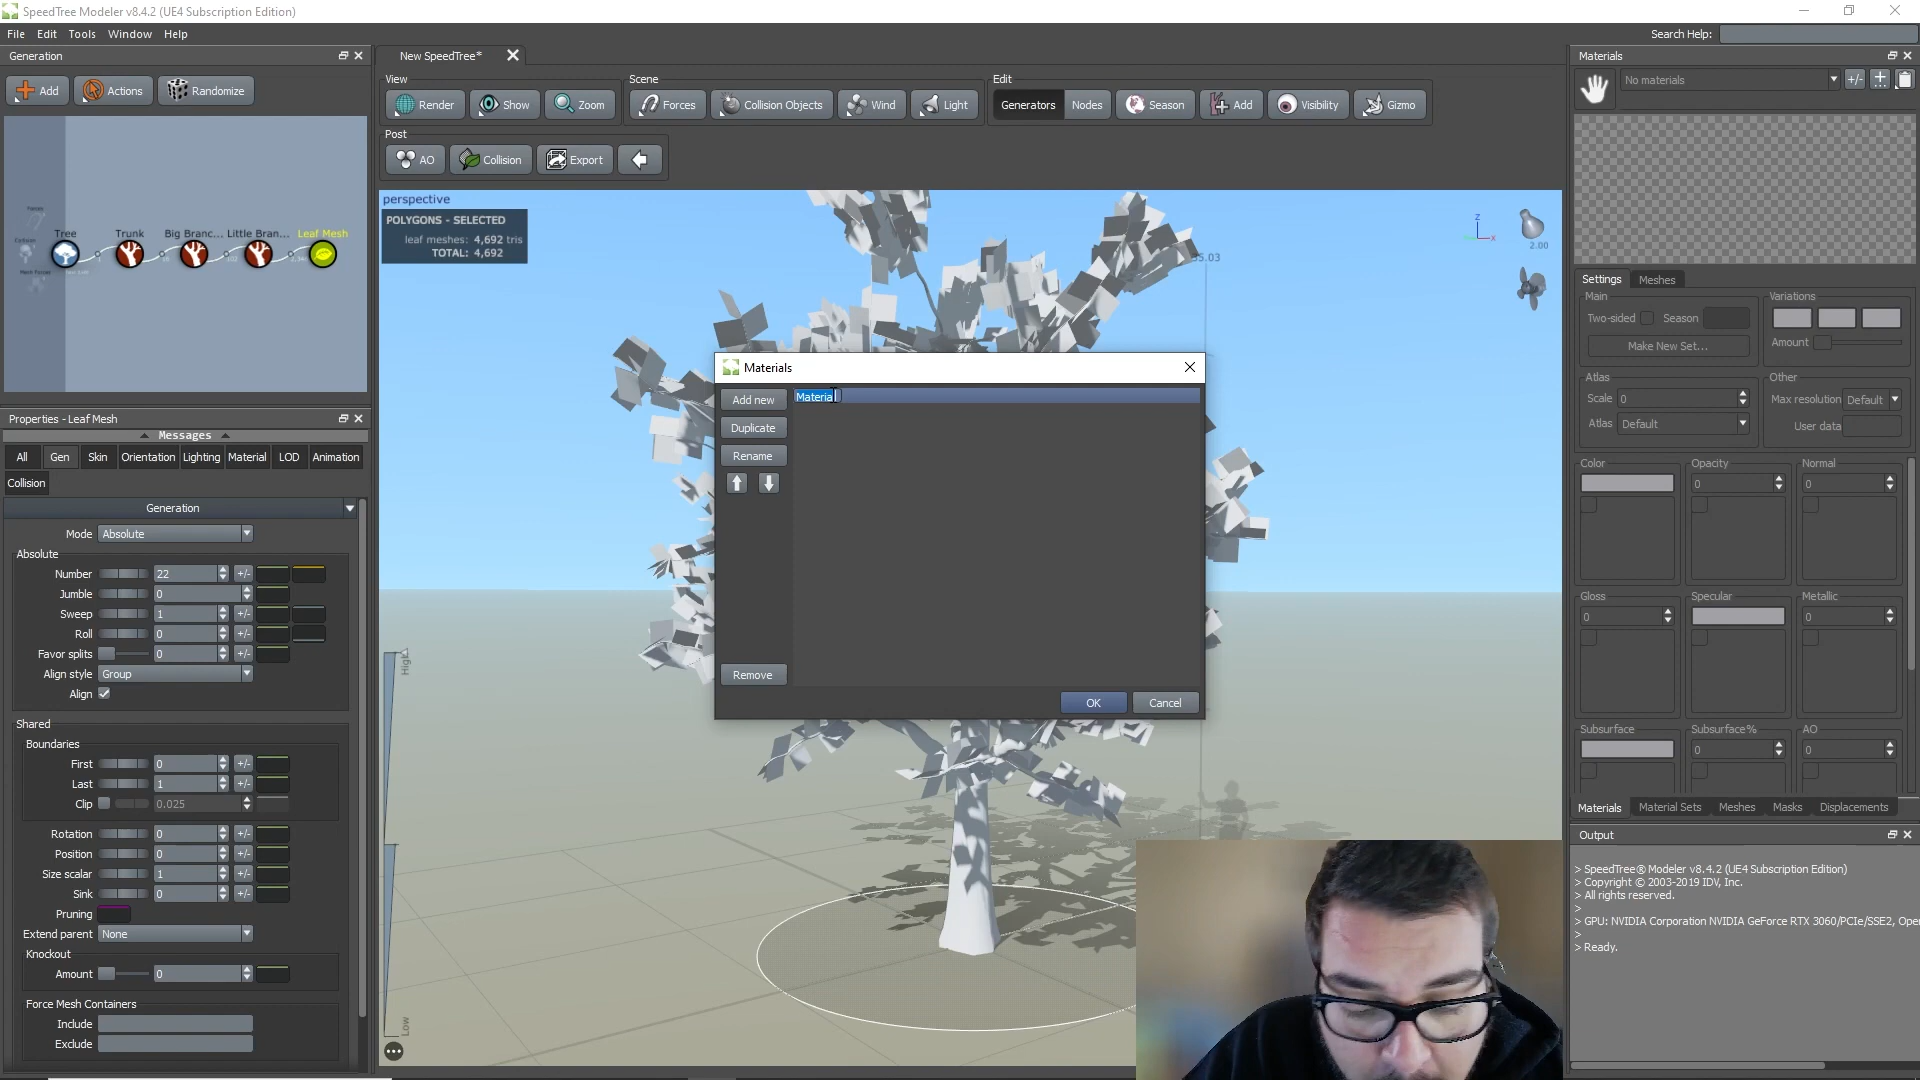 SpeedTree Modeler v8.4.2 (UE4 Subscription Edition)
File Edit Tools Window Help
Search Help:
Generation
Add Actions Randomize
Tree Trunk Big Branc... Little Bran... Leaf Mesh
Properties - Leaf Mesh
Messages
All Gen Skin Orientation Lighting Material LOD Animation
Collision
Generation
Mode Absolute
Absolute
Number 22 +/-
Jumble 0
Sweep 1 +/-
Roll 0 +/-
Favor splits 0 +/-
Align style Group
Align
Shared
Boundaries
First 0 +/-
Last 1 +/-
Clip 0.025
Rotation 0 +/-
Position 0 +/-
Size scalar 1 +/-
Sink 0 +/-
Pruning
Extend parent None
Knockout
Amount 0
Force Mesh Containers
Include
Exclude
New SpeedTree*
View Scene Edit
Render Show Zoom Forces Collision Objects Wind Light Generators Nodes Season Add Visibility Gizmo
Post
AO Collision Export
perspective
POLYGONS - SELECTED
leaf meshes: 4,692 tris
TOTAL: 4,692
Z
X
2.00
High
Low
Materials
Add new
Material
Duplicate
Rename
Remove
OK Cancel
Materials
No materials +/-
Settings Meshes
Main Variations
Two-sided Season
Make New Set... Amount
Atlas Other
Scale 0 Max resolution Default
Atlas Default User data
Color Opacity Normal
0 0
Gloss Specular Metallic
0 0
Subsurface Subsurface% AO
0 0
Materials Material Sets Meshes Masks Displacements
Output
> SpeedTree® Modeler v8.4.2 (UE4 Subscription Edition)
> Copyright © 2003-2019 IDV, Inc.
> All rights reserved.
>
> GPU: NVIDIA Corporation NVIDIA GeForce RTX 3060/PCIe/SSE2, Ope
>
> Ready.